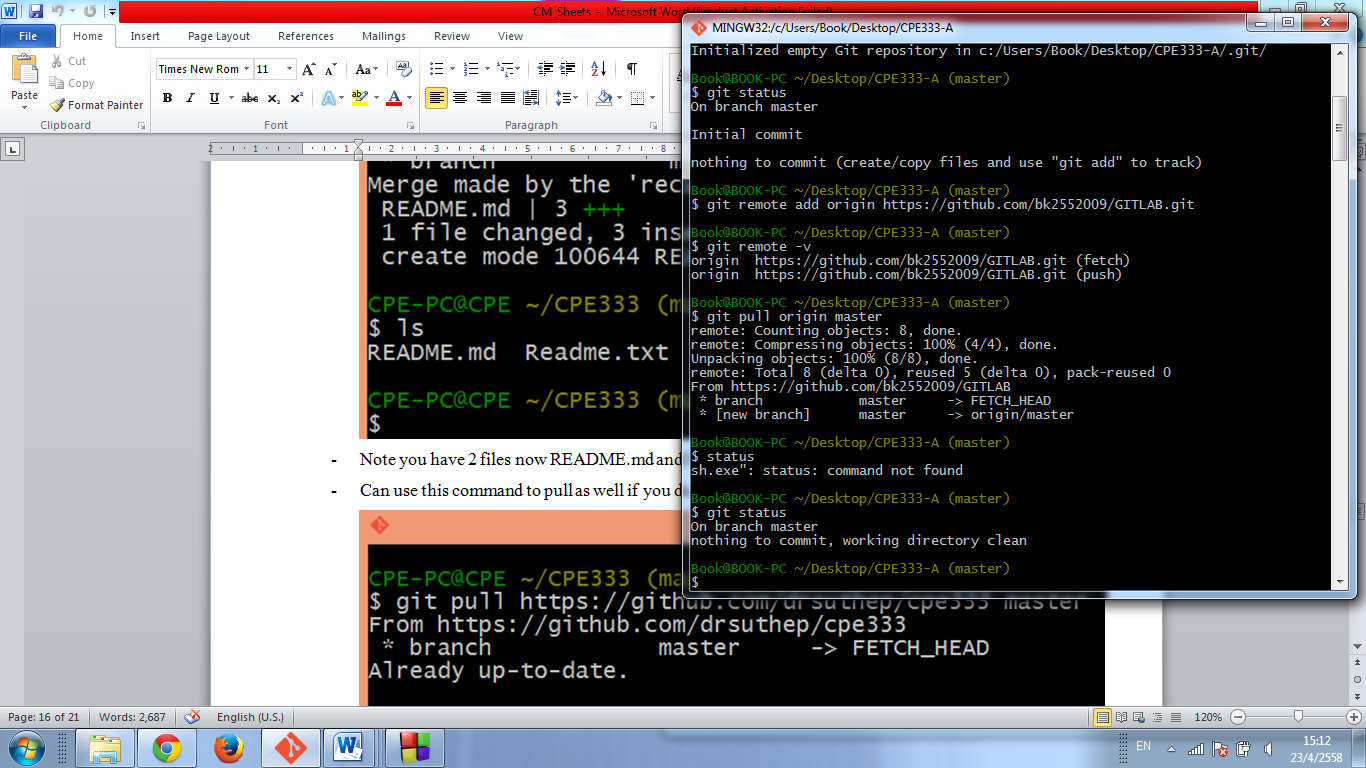 CM_Sheets - Microsoft Word (Product Activation Failed)
File Home Insert Page Layout References Mailings Review View
Paste
Cut
Copy
Format Painter
Times New Rom 11
Clipboard Font Paragraph
2 1 1 2 3 4 5 6 7 8
* branch
Merge made by the 'rec
README.md | 3 +++
1 file changed, 3 ins
create mode 100644 RE
CPE-PC@CPE ~/CPE333 (m
$ ls
README.md Readme.txt
CPE-PC@CPE ~/CPE333 (m
$
- Note you have 2 files now README.md and
- Can use this command to pull as well if you d
CPE-PC@CPE ~/CPE333 (ma
$ git pull https://github.com/drsuthep/cpe333 master
From https://github.com/drsuthep/cpe333
* branch master -> FETCH_HEAD
Already up-to-date.
MINGW32:/c/Users/Book/Desktop/CPE333-A
Initialized empty Git repository in c:/Users/Book/Desktop/CPE333-A/.git/
Book@BOOK-PC ~/Desktop/CPE333-A (master)
$ git status
On branch master
Initial commit
nothing to commit (create/copy files and use "git add" to track)
Book@BOOK-PC ~/Desktop/CPE333-A (master)
$ git remote add origin https://github.com/bk2552009/GITLAB.git
Book@BOOK-PC ~/Desktop/CPE333-A (master)
$ git remote -v
origin https://github.com/bk2552009/GITLAB.git (fetch)
origin https://github.com/bk2552009/GITLAB.git (push)
Book@BOOK-PC ~/Desktop/CPE333-A (master)
$ git pull origin master
remote: Counting objects: 8, done.
remote: Compressing objects: 100% (4/4), done.
Unpacking objects: 100% (8/8), done.
remote: Total 8 (delta 0), reused 5 (delta 0), pack-reused 0
From https://github.com/bk2552009/GITLAB
* branch master -> FETCH_HEAD
* [new branch] master -> origin/master
Book@BOOK-PC ~/Desktop/CPE333-A (master)
$ status
sh.exe": status: command not found
Book@BOOK-PC ~/Desktop/CPE333-A (master)
$ git status
On branch master
nothing to commit, working directory clean
Book@BOOK-PC ~/Desktop/CPE333-A (master)
$
Page: 16 of 21 Words: 2,687 English (U.S.) 120%
EN 15:12
23/4/2558